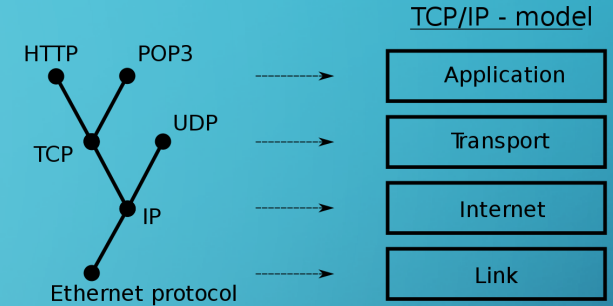 TCP/IP - model
HTTP
POP3
Application
TCP
UDP
Transport
IP
Internet
Ethernet protocol
Link